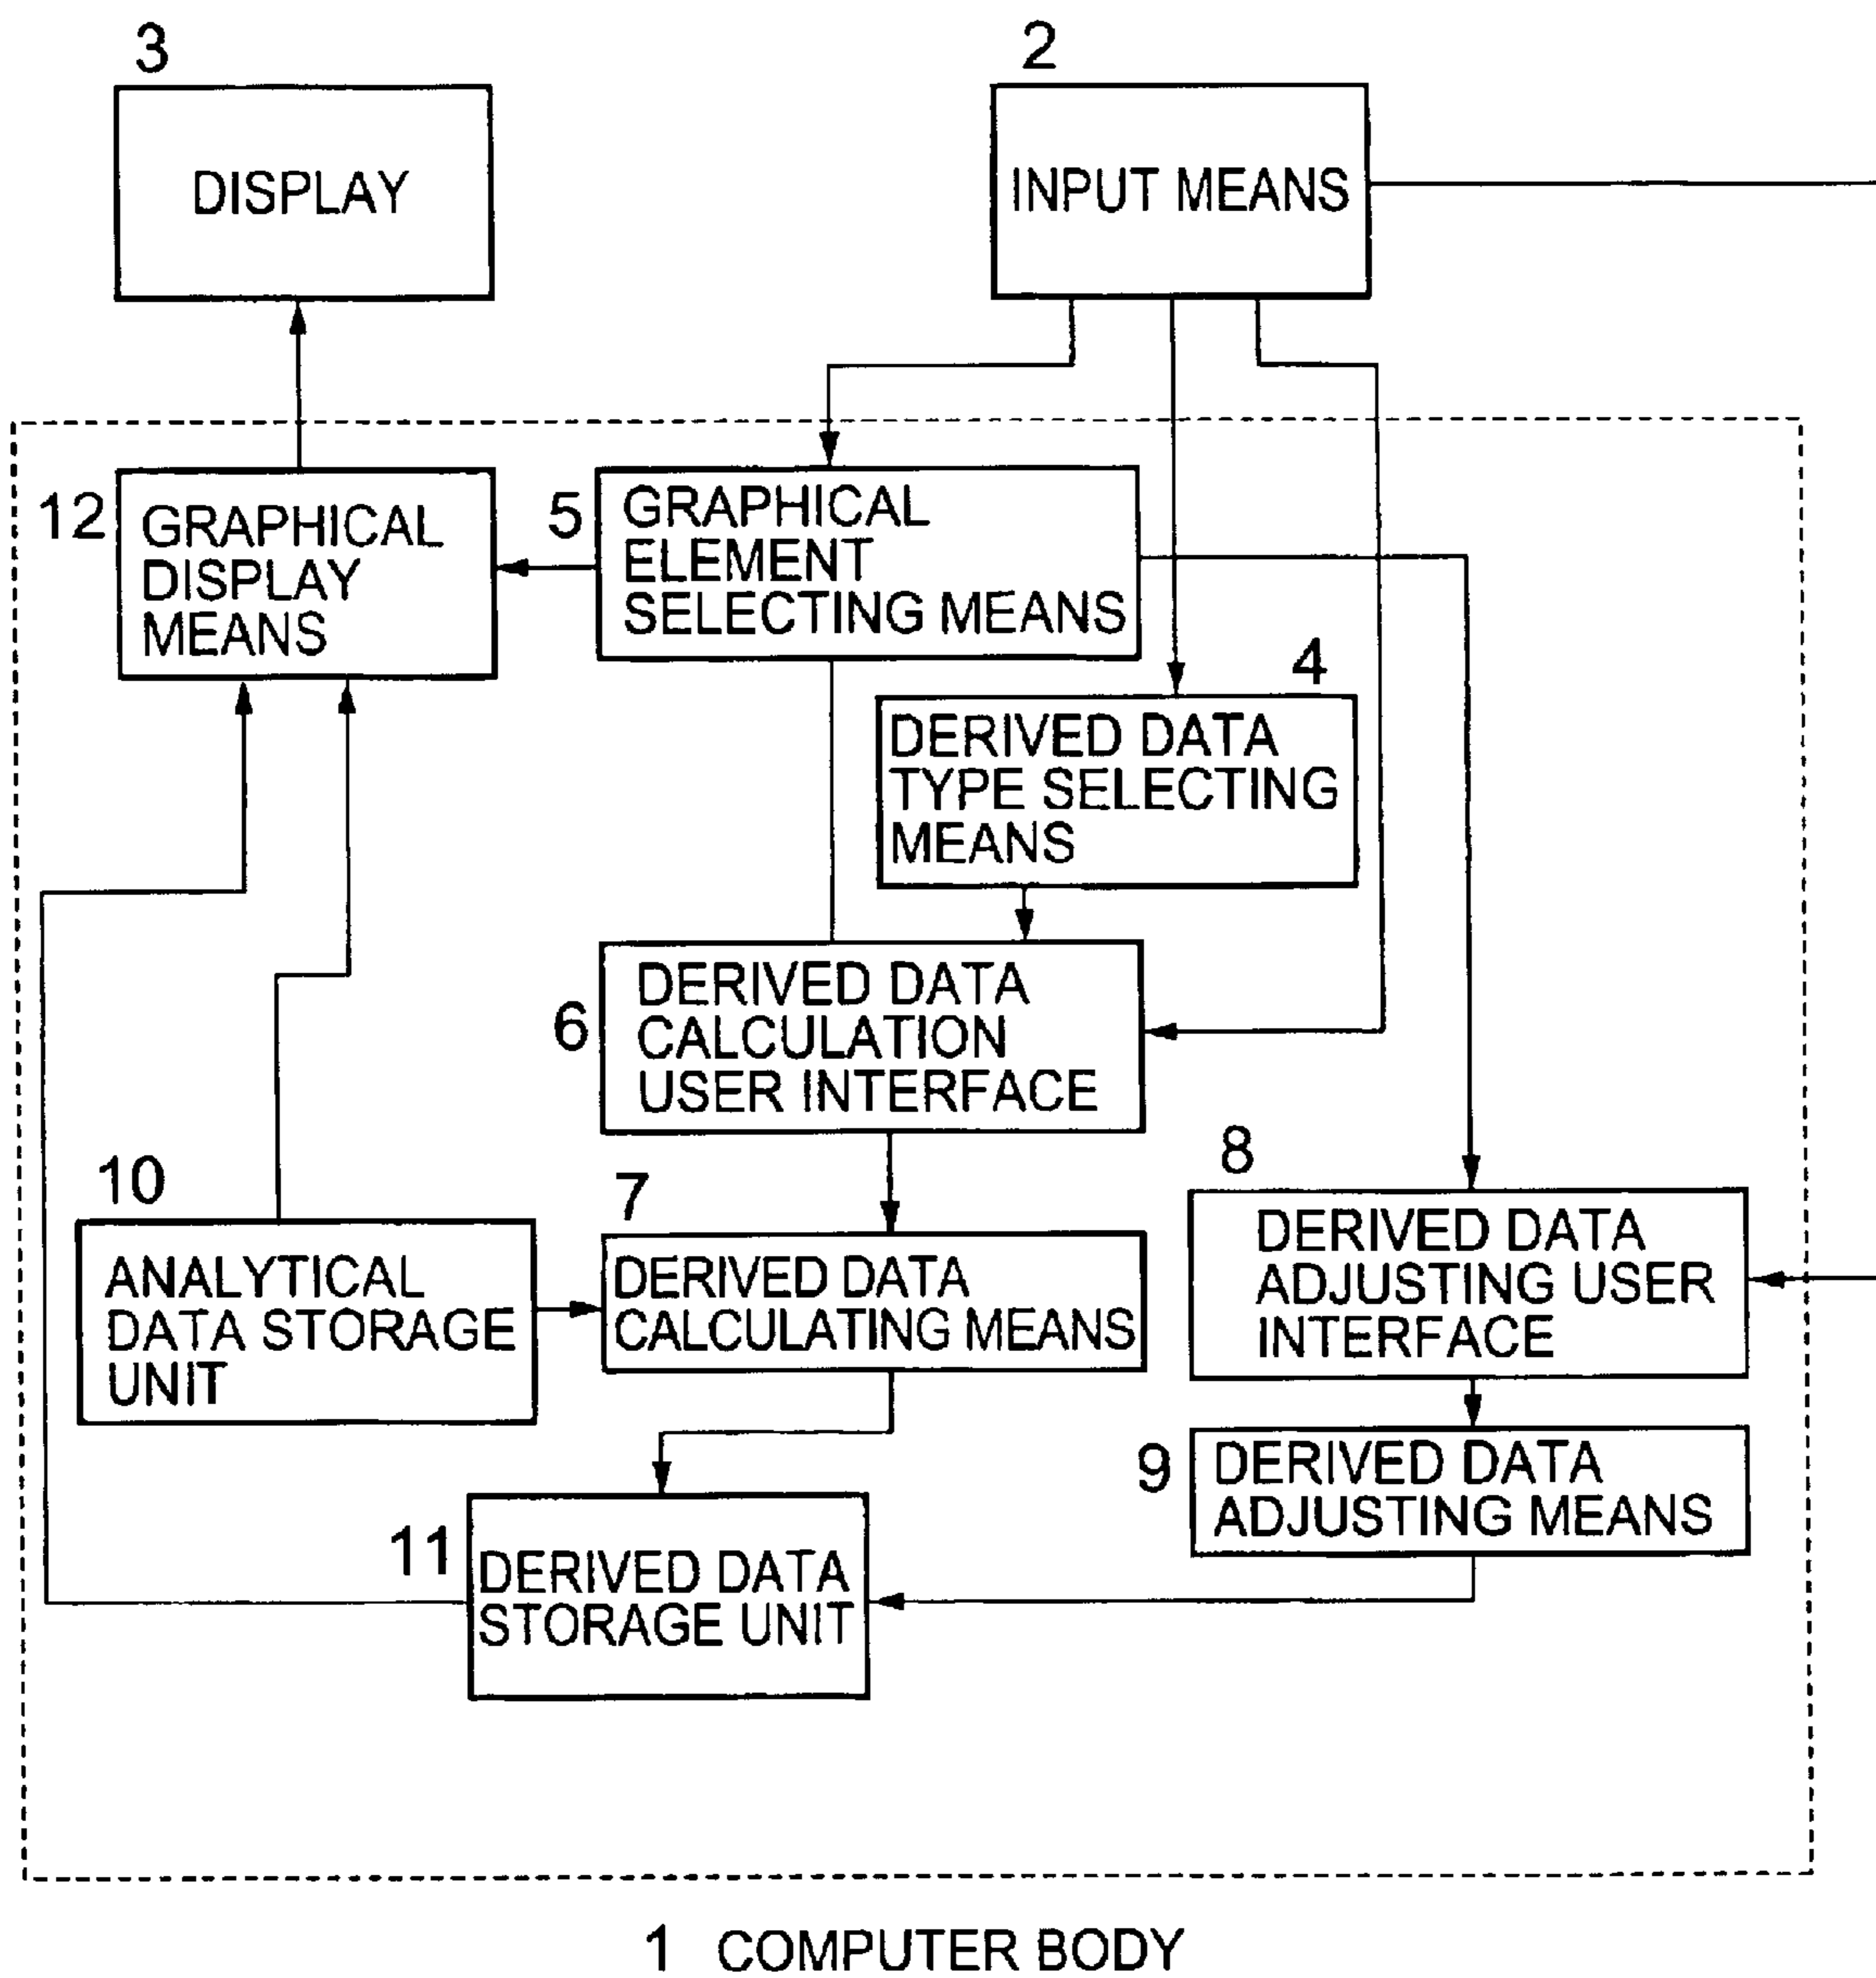 3
DISPLAY
2
INPUT MEANS
12
GRAPHICAL
DISPLAY
MEANS
5
GRAPHICAL
ELEMENT
SELECTING MEANS
4
DERIVED DATA
TYPE SELECTING
MEANS
6
DERIVED DATA
CALCULATION
USER INTERFACE
10
ANALYTICAL
DATA STORAGE
UNIT
7
DERIVED DATA
CALCULATING MEANS
8
DERIVED DATA
ADJUSTING USER
INTERFACE
9
DERIVED DATA
ADJUSTING MEANS
11
DERIVED DATA
STORAGE UNIT
1 COMPUTER BODY